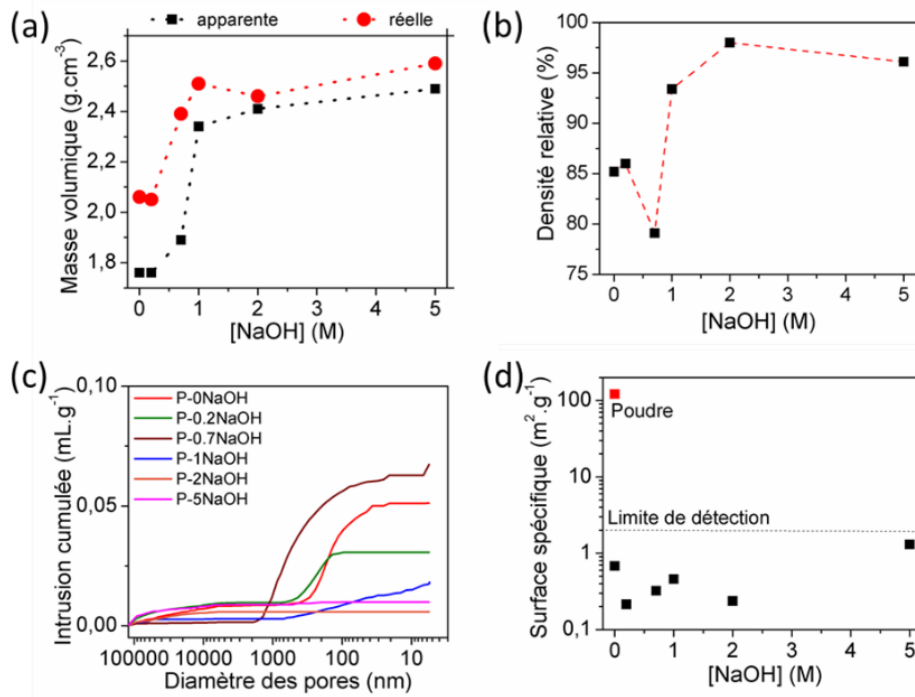 (a)
apparente
réelle
Masse volumique (g.cm-3)
2,6
2,4
2,2
2,0
1,8
0 1 2 3 4 5
[NaOH] (M)
(b)
Densité relative (%)
95
90
85
80
75
0 1 2 3 4 5
[NaOH] (M)
(c)
Intrusion cumulée (mL.g-1)
0,10
0,05
0,00
P-0NaOH
P-0.2NaOH
P-0.7NaOH
P-1NaOH
P-2NaOH
P-5NaOH
100000 10000 1000 100 10
Diamètre des pores (nm)
(d)
Surface spécifique (m2.g-1)
100
10
1
0,1
Poudre
Limite de détection
0 1 2 3 4 5
[NaOH] (M)